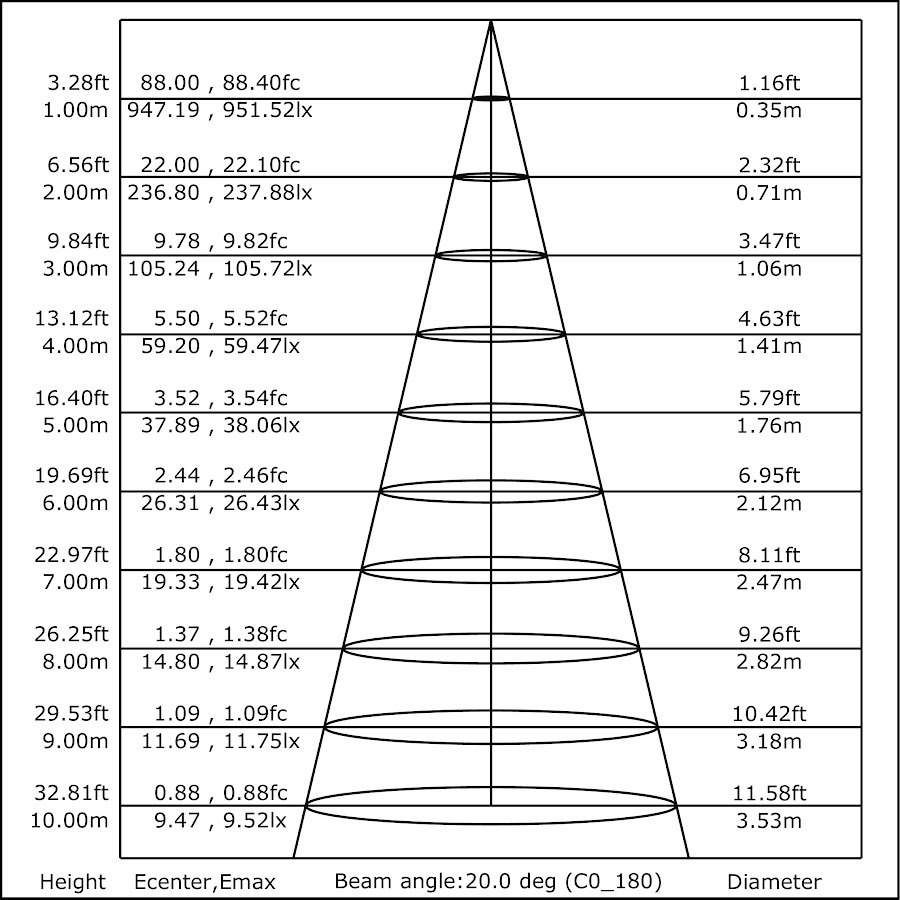 3.28ft 88.00 , 88.40fc 1.16ft
1.00m 947.19 , 951.52lx 0.35m
6.56ft 22.00 , 22.10fc 2.32ft
2.00m 236.80 , 237.88lx 0.71m
9.84ft 9.78 , 9.82fc 3.47ft
3.00m 105.24 , 105.72lx 1.06m
13.12ft 5.50 , 5.52fc 4.63ft
4.00m 59.20 , 59.47lx 1.41m
16.40ft 3.52 , 3.54fc 5.79ft
5.00m 37.89 , 38.06lx 1.76m
19.69ft 2.44 , 2.46fc 6.95ft
6.00m 26.31 , 26.43lx 2.12m
22.97ft 1.80 , 1.80fc 8.11ft
7.00m 19.33 , 19.42lx 2.47m
26.25ft 1.37 , 1.38fc 9.26ft
8.00m 14.80 , 14.87lx 2.82m
29.53ft 1.09 , 1.09fc 10.42ft
9.00m 11.69 , 11.75lx 3.18m
32.81ft 0.88 , 0.88fc 11.58ft
10.00m 9.47 , 9.52lx 3.53m
Height Ecenter,Emax Beam angle:20.0 deg (C0_180) Diameter